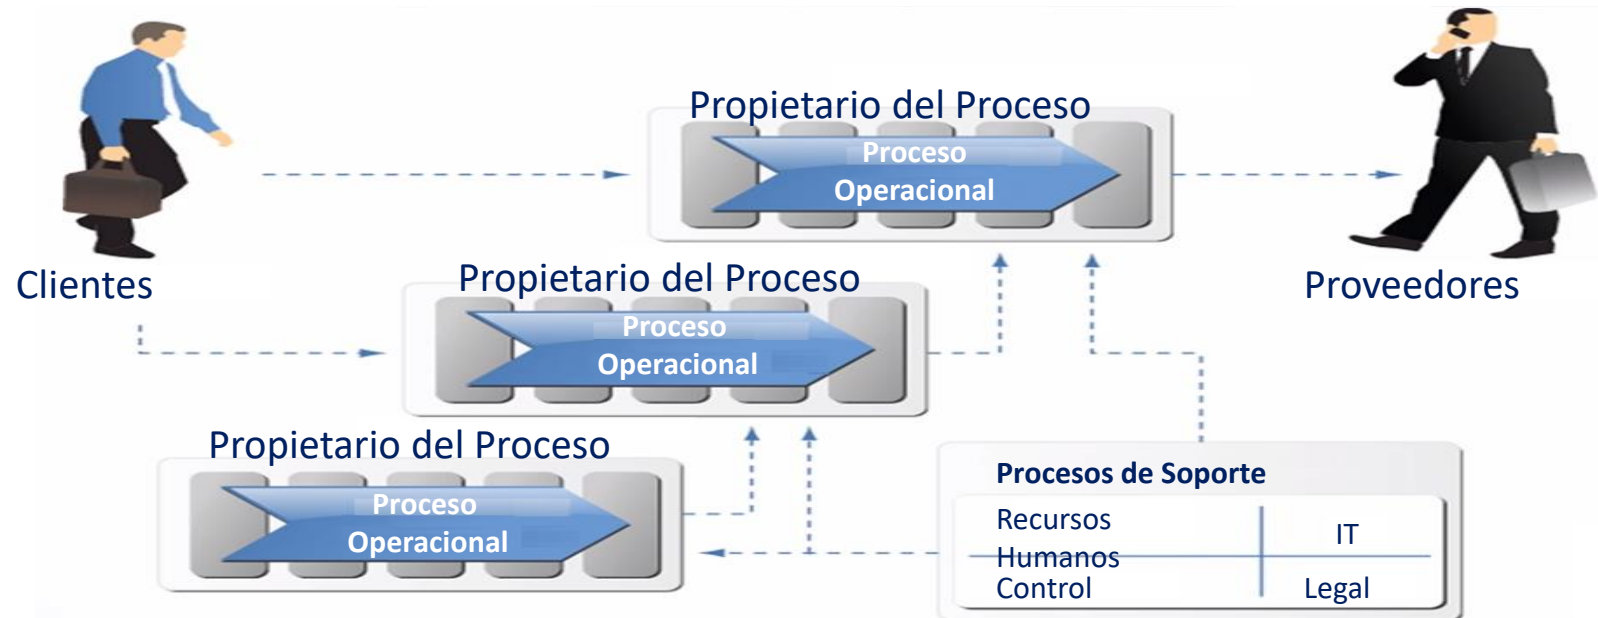 Propietario del Proceso
Proceso
Operacional
Clientes
Proveedores
Propietario del Proceso
Proceso
Operacional
Propietario del Proceso
Proceso
Operacional
Procesos de Soporte
Recursos
Humanos
IT
Control
Legal